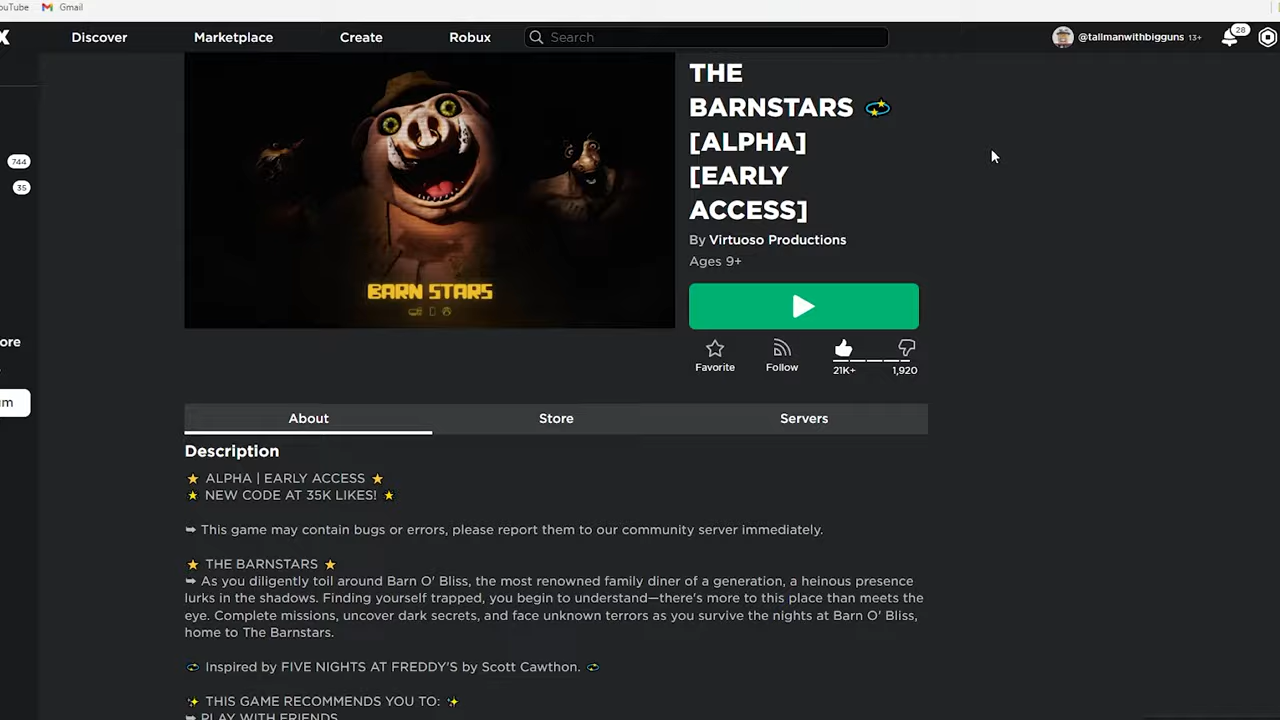 ouTube Gmail
X Discover Marketplace Create Robux Search @tallmanwithbigguns 13+ 28
744
35
ore
um
BARN STARS
THE
BARNSTARS
[ALPHA]
[EARLY
ACCESS]
By Virtuoso Productions
Ages 9+
Favorite Follow 21K+ 1,920
About Store Servers
Description
⭐ ALPHA | EARLY ACCESS ⭐
⭐ NEW CODE AT 35K LIKES! ⭐
➥ This game may contain bugs or errors, please report them to our community server immediately.
⭐ THE BARNSTARS ⭐
➥ As you diligently toil around Barn O' Bliss, the most renowned family diner of a generation, a heinous presence
lurks in the shadows. Finding yourself trapped, you begin to understand—there's more to this place than meets the
eye. Complete missions, uncover dark secrets, and face unknown terrors as you survive the nights at Barn O' Bliss,
home to The Barnstars.
💫 Inspired by FIVE NIGHTS AT FREDDY'S by Scott Cawthon. 💫
✨ THIS GAME RECOMMENDS YOU TO: ✨
➥ PLAY WITH FRIENDS